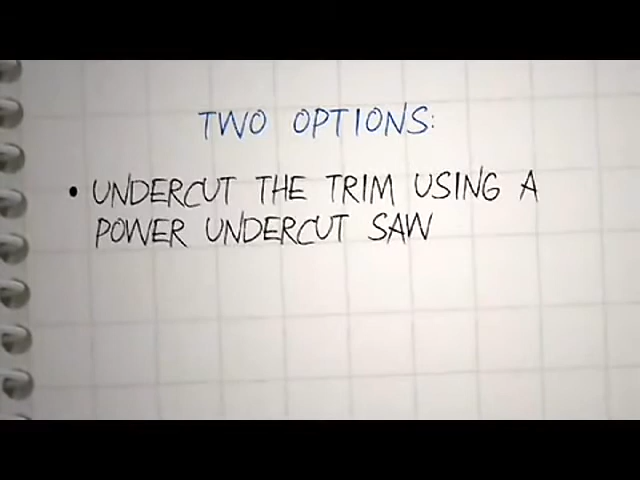 TWO OPTIONS:
• UNDERCUT THE TRIM USING A
POWER UNDERCUT SAW